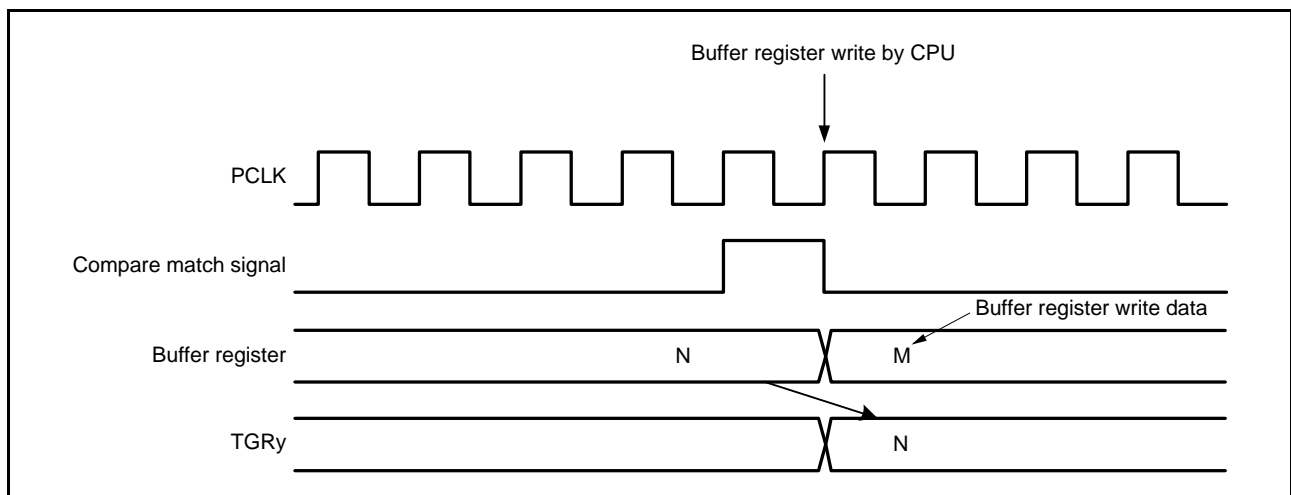 Buffer register write by CPU
PCLK
Compare match signal
Buffer register write data
Buffer register
N
M
TGRy
N